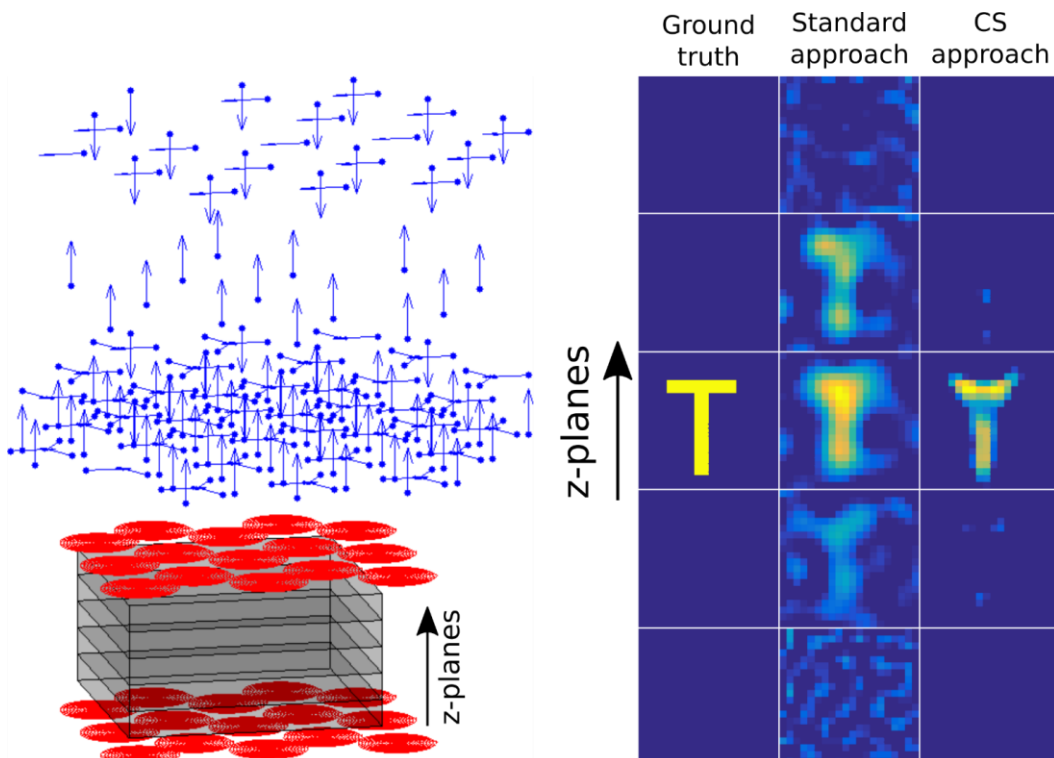 Ground
truth
Standard
approach
CS
approach
z-planes
T
z-planes